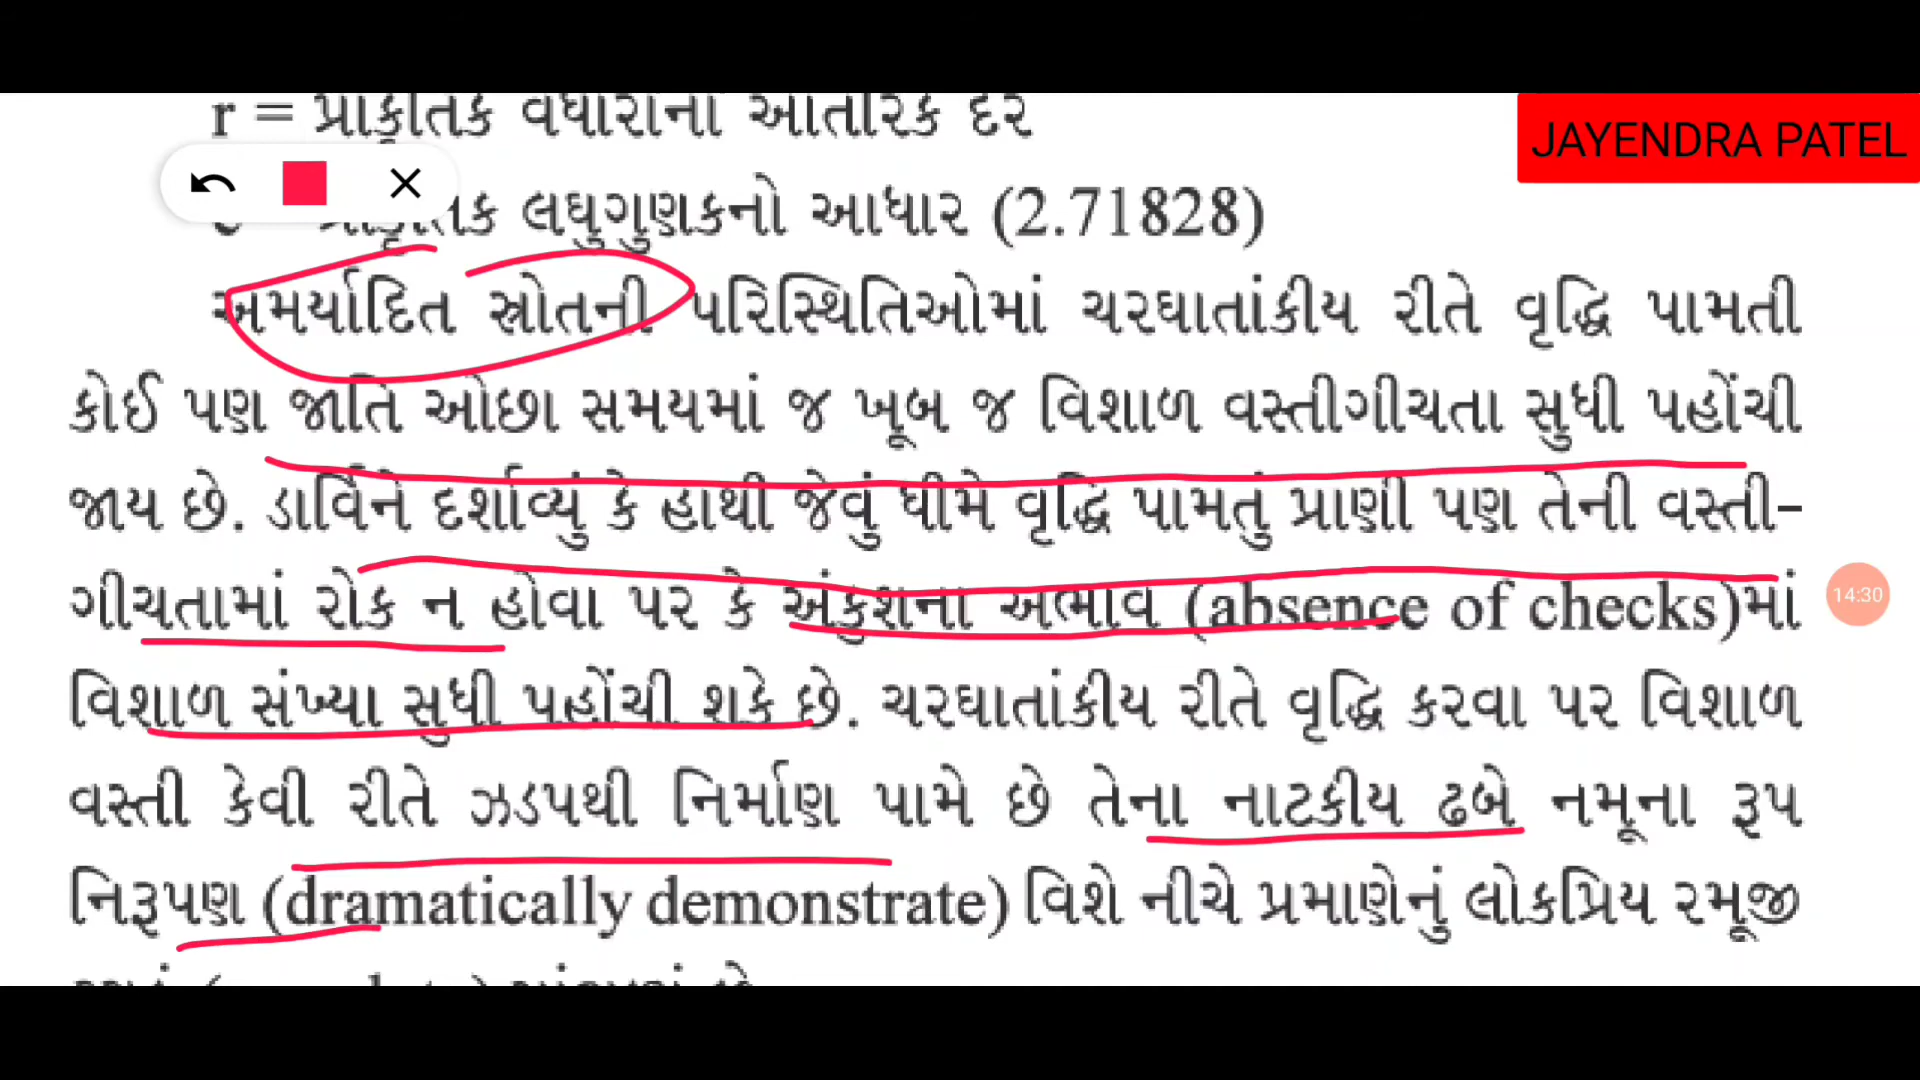 r = પ્રાકૃતિક વધારાનો આંતરિક દર
JAYENDRA PATEL
લઘુગુણકનો આધાર (2.71828)
અમર્યાદિત સ્રોતની પરિસ્થિતિઓમાં ચરઘાતાંકીય રીતે વૃદ્ધિ પામતી
કોઈ પણ જાતિ ઓછા સમયમાં જ ખૂબ જ વિશાળ વસ્તીગીચતા સુધી પહોંચી
જાય છે. ડાર્વિને દર્શાવ્યું કે હાથી જેવું ધીમે વૃદ્ધિ પામતું પ્રાણી પણ તેની વસ્તી-
ગીચતામાં રોક ન હોવા પર કે અંકુશના અભાવ (absence of checks)માં
14:30
વિશાળ સંખ્યા સુધી પહોંચી શકે છે. ચરઘાતાંકીય રીતે વૃદ્ધિ કરવા પર વિશાળ
વસ્તી કેવી રીતે ઝડપથી નિર્માણ પામે છે તેના નાટકીય ઢબે નમૂના રૂપ
નિરૂપણ (dramatically demonstrate) વિશે નીચે પ્રમાણેનું લોકપ્રિય રમૂજી